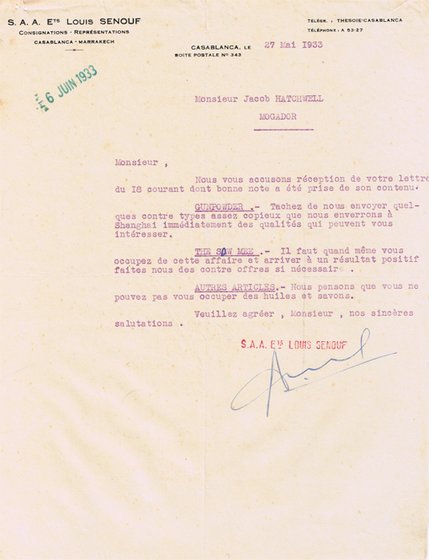 S. A. A. Ets Louis SENOUF
Consignations - Représentations
CASABLANCA - MARRAKECH
TÉLÉGR. : THESOIE-CASABLANCA
TÉLÉPHONE : A 53-27
CASABLANCA, LE 27 Mai 1933
BOITE POSTALE No 343
6 JUIN 1933
Monsieur Jacob HATCHWELL
MOGADOR
Monsieur ,
Nous vous accusons réception de votre lettre
du 18 courant dont bonne note a été prise de son contenu.
GUNPOWDER .- Tachez de nous envoyer quel-
ques contre types assez copieux que nous enverrons à
Shanghai immédiatement des qualités qui peuvent vous
intéresser.
THE SOW MEE .- Il faut quand même vous
occupez de cette affaire et arriver à un résultat positif
faites nous des contre offres si nécessaire .
AUTRES ARTICLES.- Nous pensons que vous ne
pouvez pas vous occuper des huiles et savons.
Veuillez agréer , Monsieur , nos sincères
salutations .
S.A.A. Ets LOUIS SENOUF